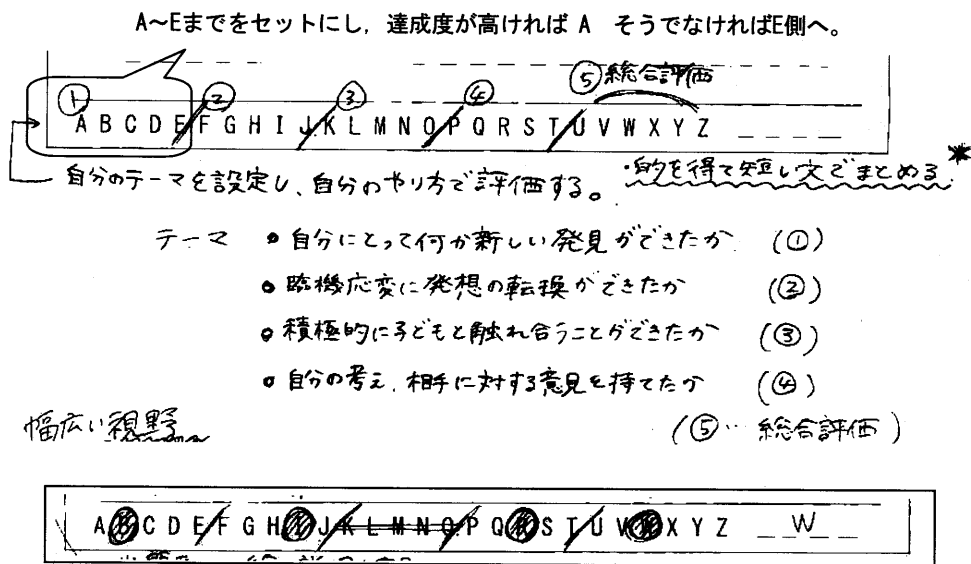 A~Eまでをセットにし，達成度が高ければ A　そうでなければE側へ。
① ② ③ ④ ⑤ 総合評価
A B C D E F G H I J K L M N O P Q R S T U V W X Y Z
自分のテーマを設定し、自分のやり方で評価する。 ・的を得て短い文でまとめる *
テーマ ● 自分にとって何か新しい発見ができたか (①)
● 臨機応変に発想の転換ができたか (②)
● 積極的に子どもと触れ合うことができたか (③)
● 自分の考え、相手に対する意見を持てたか (④)
幅広い視野 (⑤… 総合評価)
A B C D E F G H I J K L M N O P Q R S T U V W X Y Z W